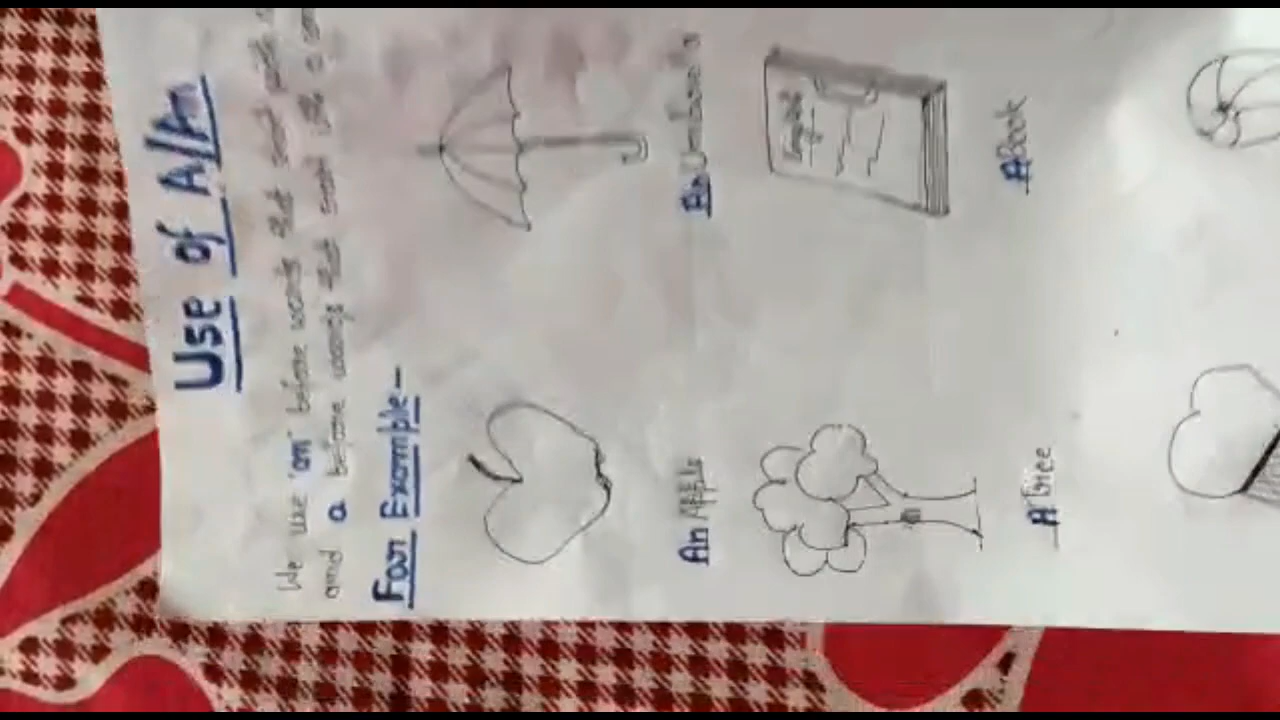 Use of A/An
We use 'an' before words that
and a before words that
For Example-
An Apple
An Umbrella
English
A Tree
A Book